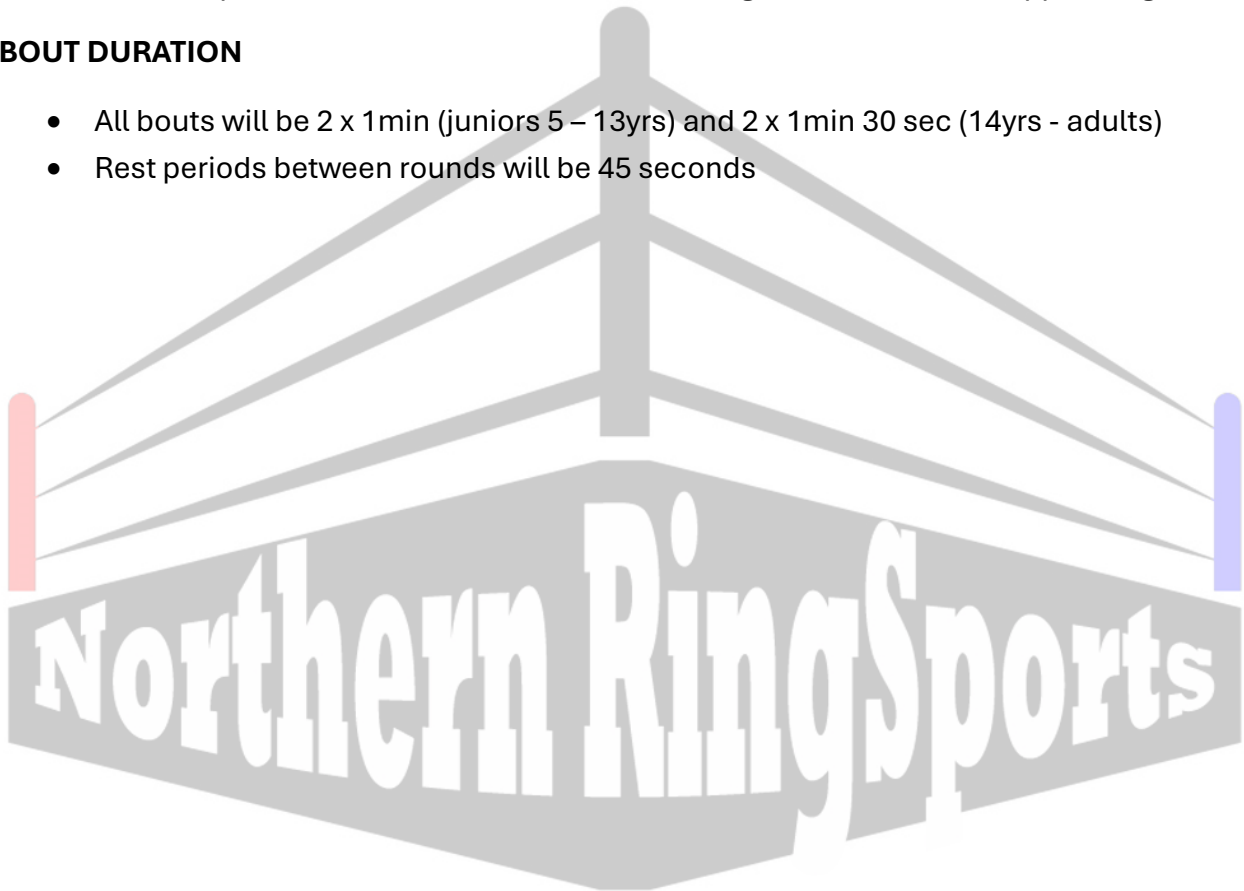 BOUT DURATION
• All bouts will be 2 x 1min (juniors 5 – 13yrs) and 2 x 1min 30 sec (14yrs - adults)
• Rest periods between rounds will be 45 seconds
Northern RingSports